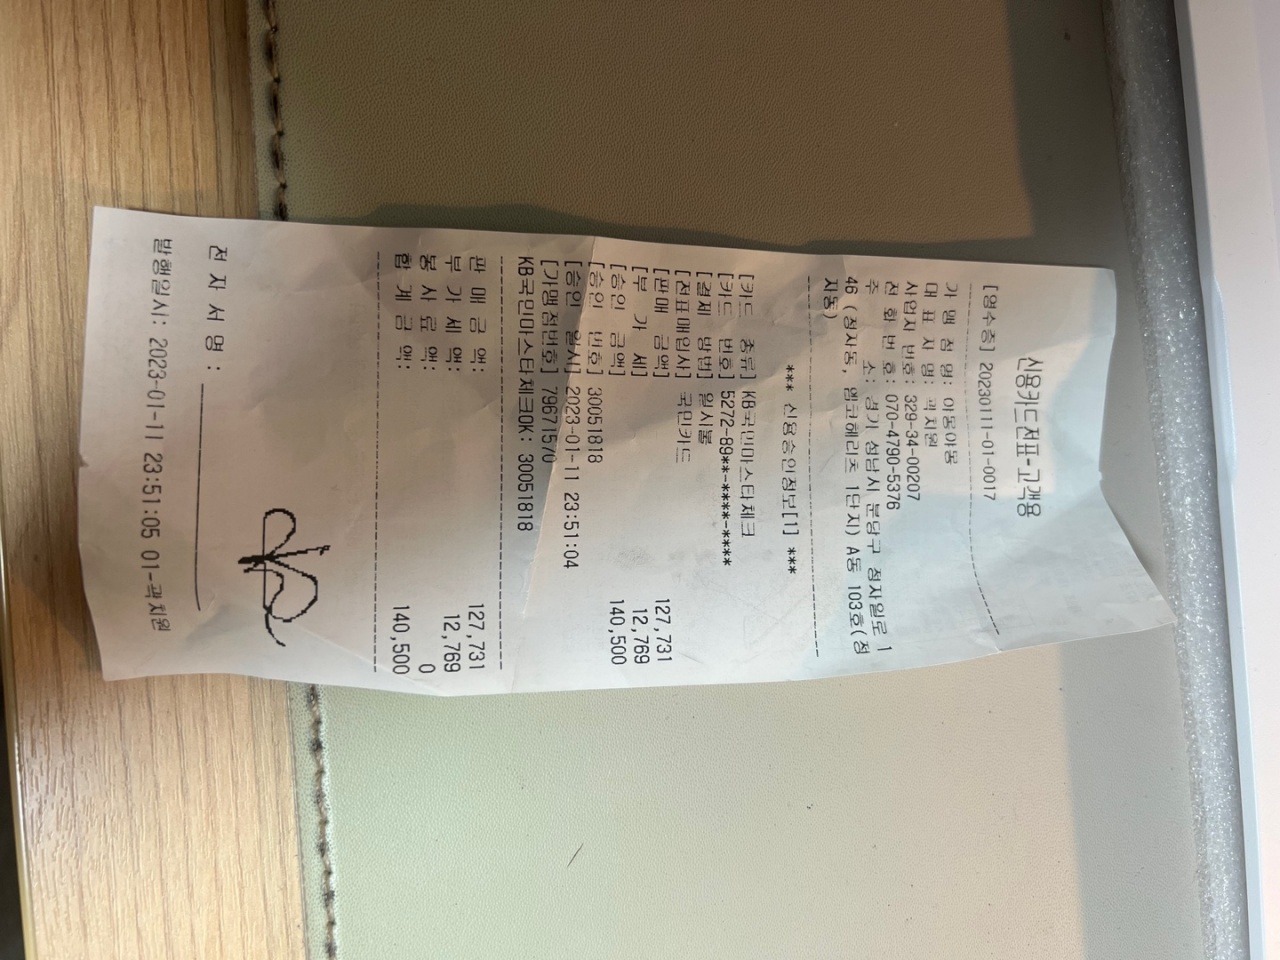 신용카드전표-고객용
[영수증] 20230111-01-0017
가 맹 점 명: 아몽아몽
대 표 자 명: 곽지원
사업자 번호: 329-34-00207
전 화 번 호: 070-4790-5376
주 소: 경기 성남시 분당구 정자일로 1
46 (정자동, 엠코헤리츠 1단지) A동 103호(정
자동)
*** 신용승인정보[1] ***
[카드 종류] KB국민마스타체크
[카드 번호] 5272-89**-****-****
[결제 방법] 일시불
[전표매입사] 국민카드
[판매 금액] 127,731
[부 가 세] 12,769
[승인 금액] 140,500
[승인 번호] 30051818
[승인 일시] 2023-01-11 23:51:04
[가맹점번호] 79671570
KB국민마스타체크OK: 30051818
판 매 금 액: 127,731
부 가 세 액: 12,769
봉 사 료 액: 0
합 계 금 액: 140,500
전 자 서 명 :
발행일시: 2023-01-11 23:51:05 01-곽지원